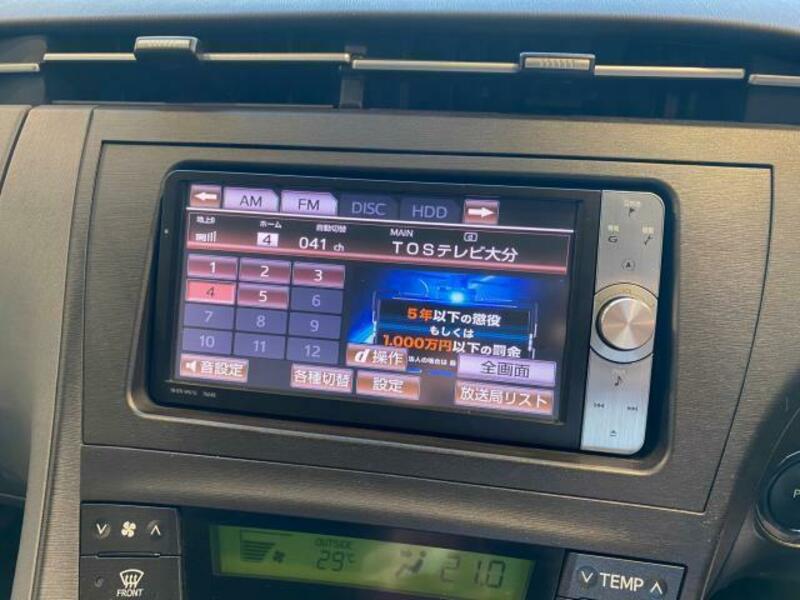 AM FM DISC HDD
地上D ホーム 自動切替 MAIN d
4 041 ch TOSテレビ大分
1 2 3
4 5 6
7 8 9
10 11 12
5年以下の懲役
もしくは
1,000万円以下の罰金
d 操作
全画面
音設定 各種切替 設定 放送局リスト
G
A
OUTSIDE
29℃ 21.0
FRONT
TEMP
P